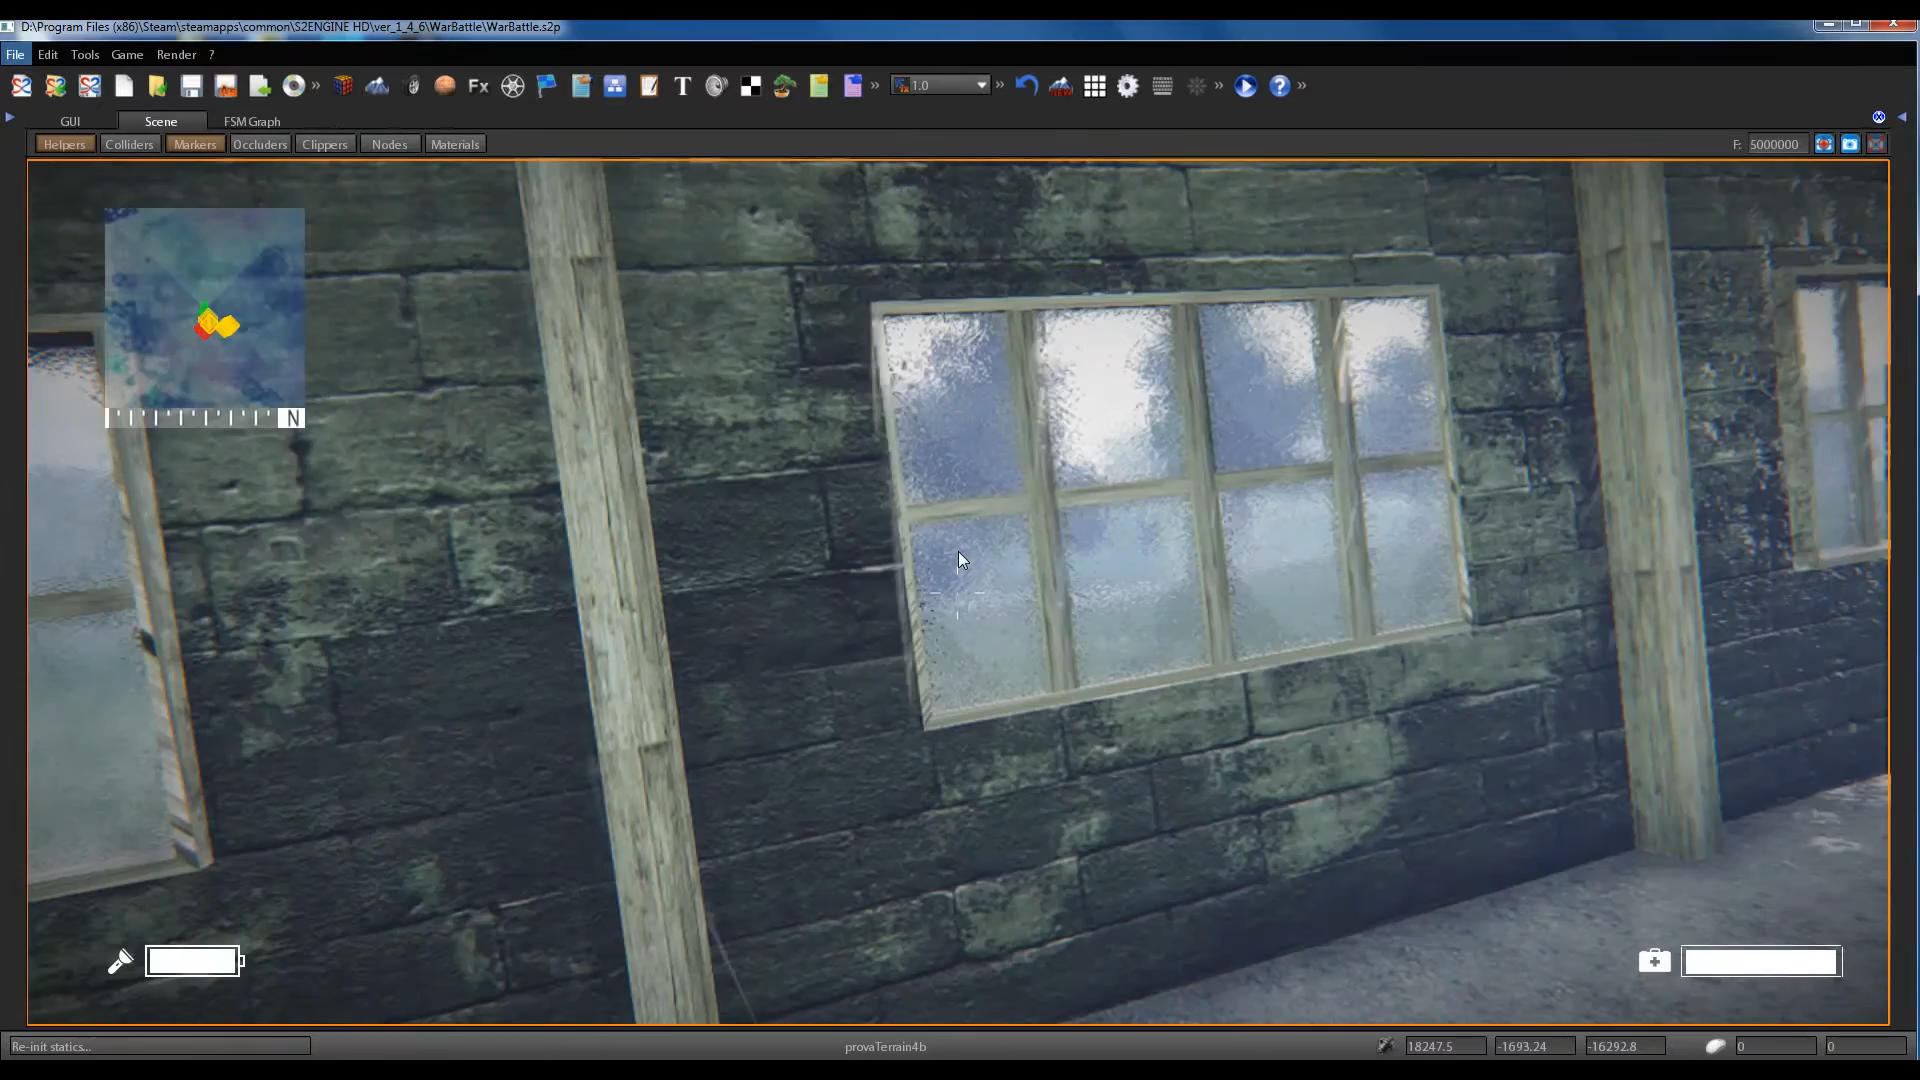 D:\Program Files (x86)\Steam\steamapps\common\S2ENGINE HD\ver_1_4_6\WarBattle\WarBattle.s2p
File Edit Tools Game Render ?
Fx T 1.0
GUI Scene FSM Graph
Helpers Colliders Markers Occluders Clippers Nodes Materials F: 5000000
N
Re-init statics... provaTerrain4b 18247.5 -1693.24 -16292.8 0 0